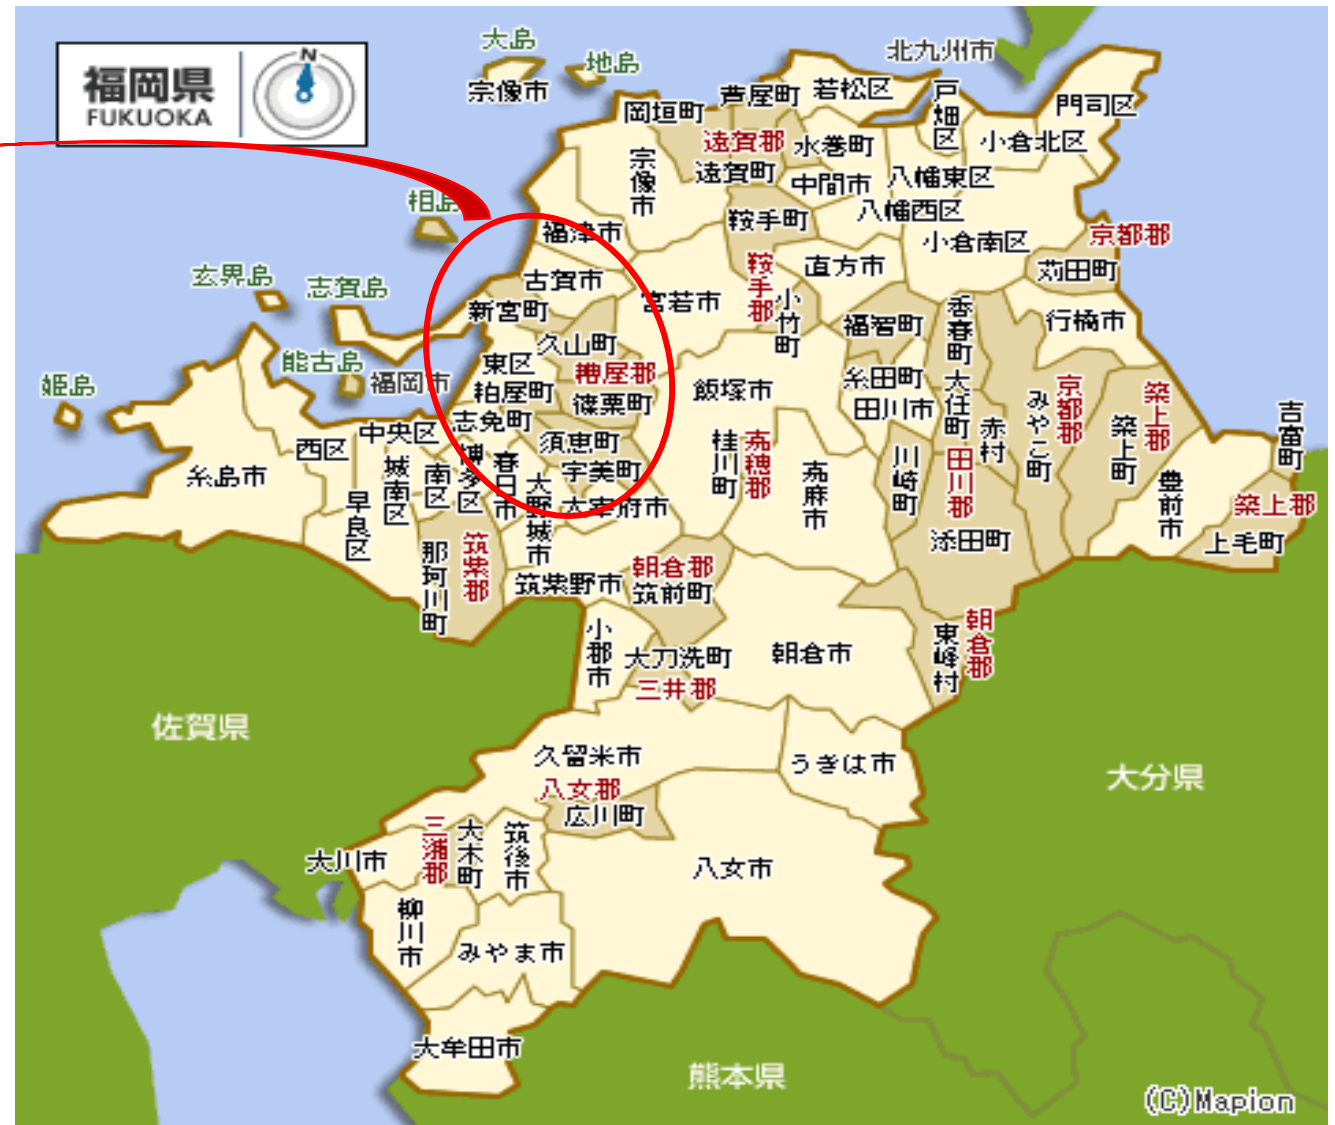 福岡県
FUKUOKA
N
大島
地島
宗像市
北九州市
岡垣町
芦屋町
若松区
戸畑区
門司区
遠賀郡
水巻町
小倉北区
宗像市
遠賀町
中間市
八幡東区
相島
鞍手町
八幡西区
福津市
小倉南区
京都郡
苅田町
玄界島
志賀島
古賀市
宮若市
鞍手郡
直方市
新宮町
小竹町
福智町
香春町
行橋市
久山町
能古島
福岡市
東区
糟屋郡
姫島
粕屋町
篠栗町
飯塚市
糸田町
田川市
大任町
赤村
みやこ町
京都郡
築上郡
築上町
吉富町
中央区
志免町
須恵町
西区
城南区
南区
博多区
春日市
宇美町
桂川町
嘉穂郡
嘉麻市
川崎町
田川郡
豊前市
糸島市
早良区
大野城市
太宰府市
築上郡
上毛町
添田町
那珂川町
筑紫郡
筑紫野市
朝倉郡
筑前町
小郡市
大刀洗町
三井郡
朝倉市
東峰村
朝倉郡
佐賀県
久留米市
うきは市
大分県
八女郡
広川町
大川市
三潴郡
大木町
筑後市
八女市
柳川市
みやま市
大牟田市
熊本県
(C)Mapion